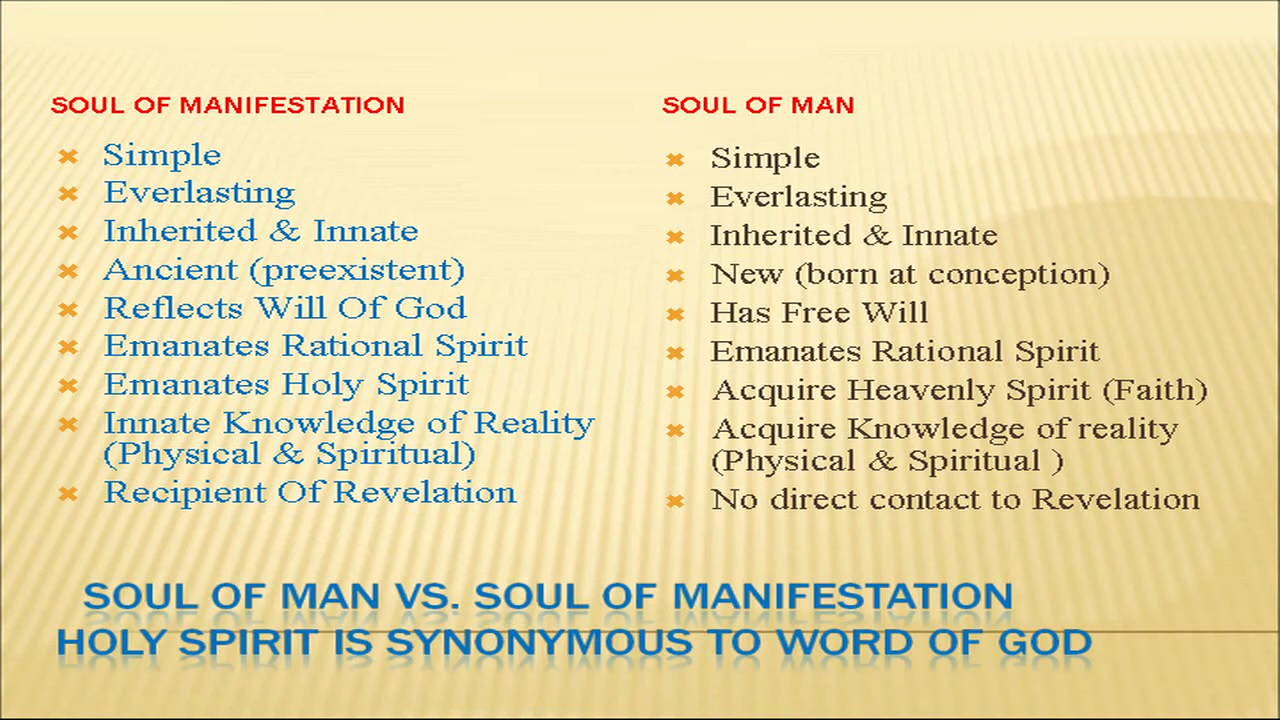 SOUL OF MANIFESTATION
Simple
Everlasting
Inherited & Innate
Ancient (preexistent)
Reflects Will Of God
Emanates Rational Spirit
Emanates Holy Spirit
Innate Knowledge of Reality
(Physical & Spiritual)
Recipient Of Revelation
SOUL OF MAN
Simple
Everlasting
Inherited & Innate
New (born at conception)
Has Free Will
Emanates Rational Spirit
Acquire Heavenly Spirit (Faith)
Acquire Knowledge of reality
(Physical & Spiritual )
No direct contact to Revelation
SOUL OF MAN VS. SOUL OF MANIFESTATION
HOLY SPIRIT IS SYNONYMOUS TO WORD OF GOD